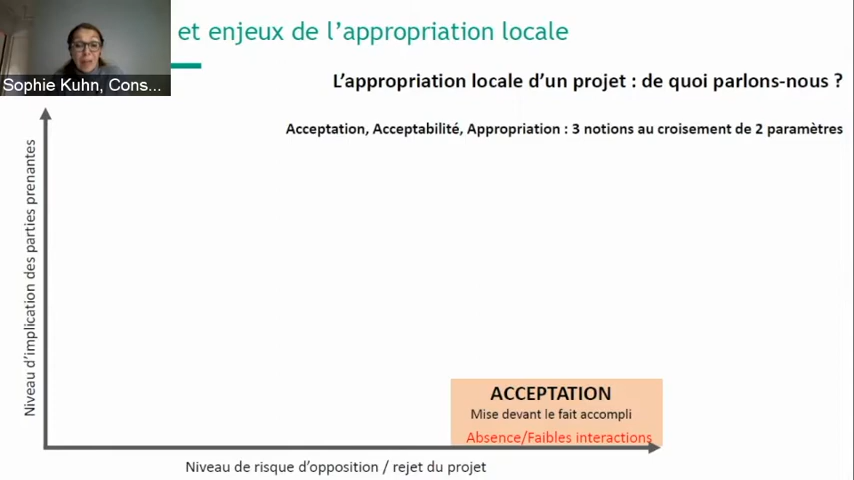 et enjeux de l’appropriation locale
Sophie Kuhn, Cons...
L’appropriation locale d’un projet : de quoi parlons-nous ?
Acceptation, Acceptabilité, Appropriation : 3 notions au croisement de 2 paramètres
Niveau d’implication des parties prenantes
ACCEPTATION
Mise devant le fait accompli
Absence/Faibles interactions
Niveau de risque d’opposition / rejet du projet